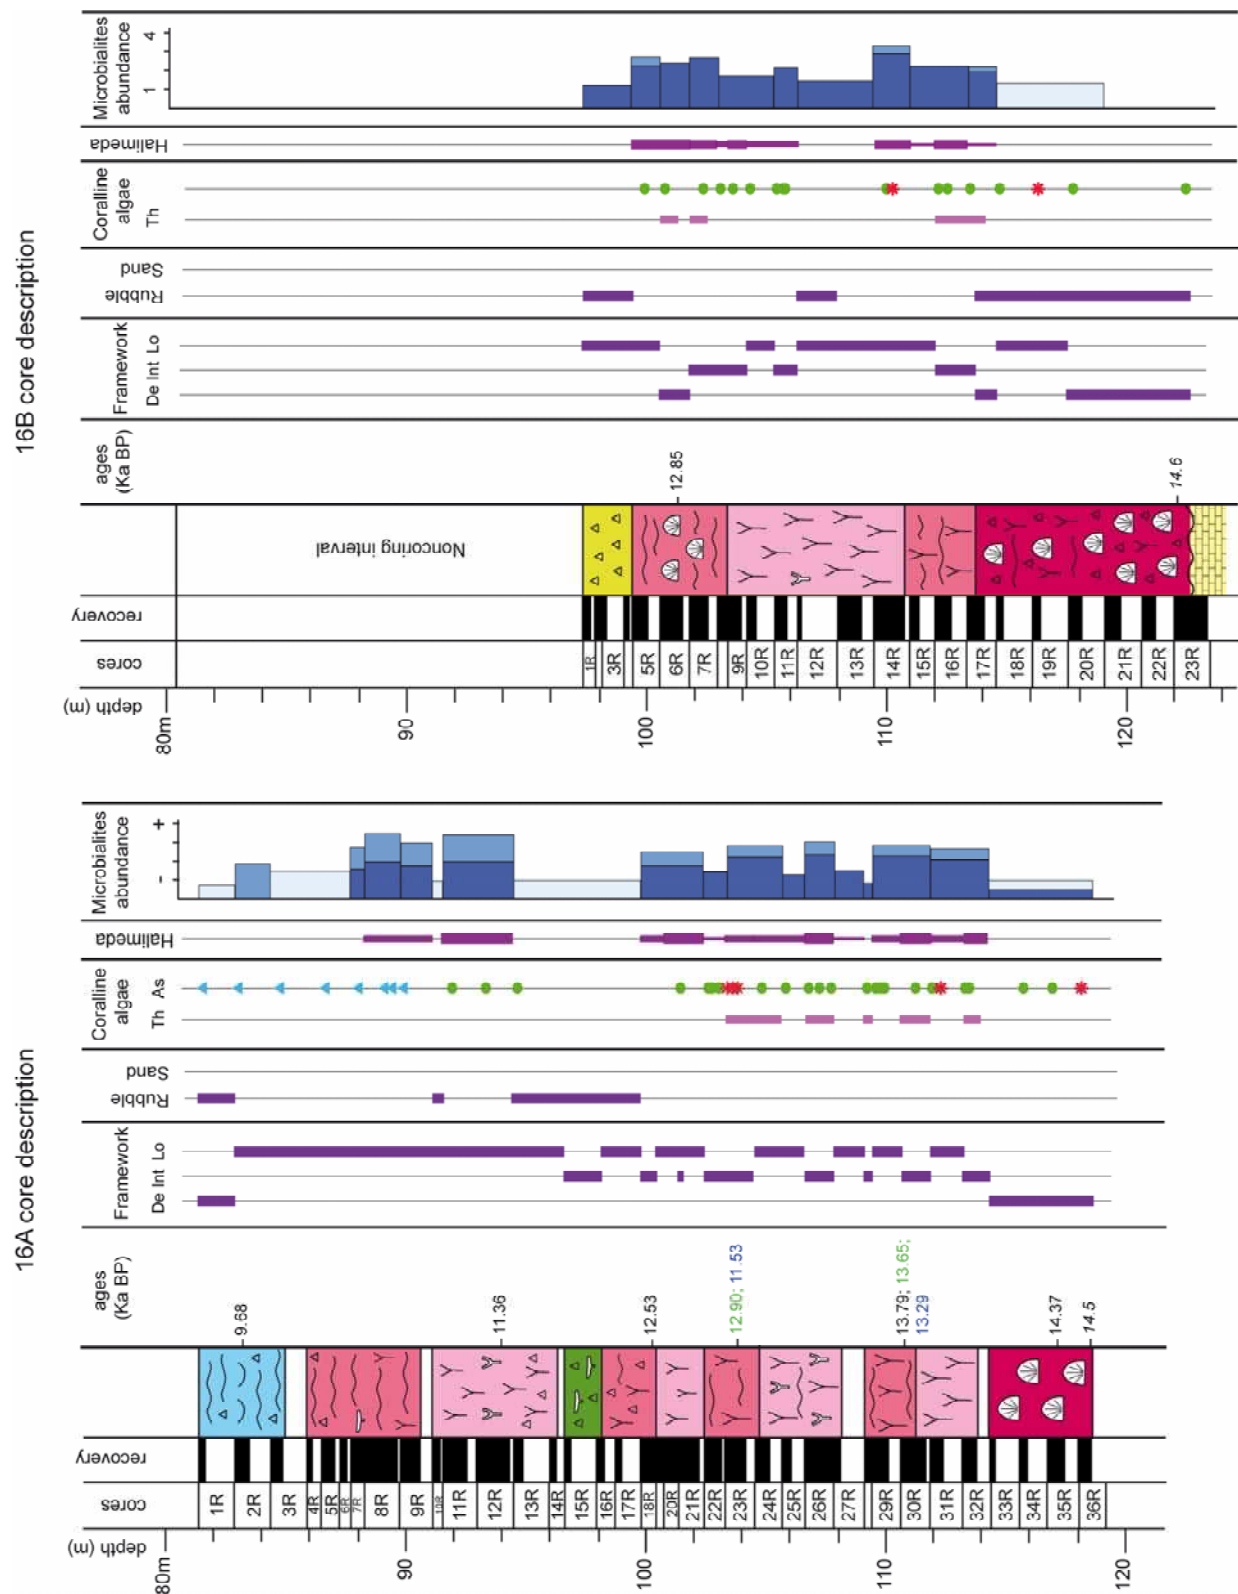 16B core description
Microbialites
abundance
1
4
Halimeda
Coralline
algae
Th
Sand
Rubble
Framework
De Int Lo
ages
(Ka BP)
12.85
14.6
Noncoring interval
recovery
cores
1R
3R
5R
6R
7R
9R
10R
11R
12R
13R
14R
15R
16R
17R
18R
19R
20R
21R
22R
23R
depth (m)
80m
90
100
110
120
16A core description
Microbialites
abundance
-
+
Halimeda
Coralline
algae
Th As
Sand
Rubble
Framework
De Int Lo
ages
(Ka BP)
9.68
11.36
12.53
12.90; 11.53
13.79; 13.65;
13.29
14.37
14.5
recovery
cores
1R
2R
3R
4R
5R
6R
7R
8R
9R
10R
11R
12R
13R
14R
15R
16R
17R
18R
20R
21R
22R
23R
24R
25R
26R
27R
29R
30R
31R
32R
33R
34R
35R
36R
depth (m)
80m
90
100
110
120